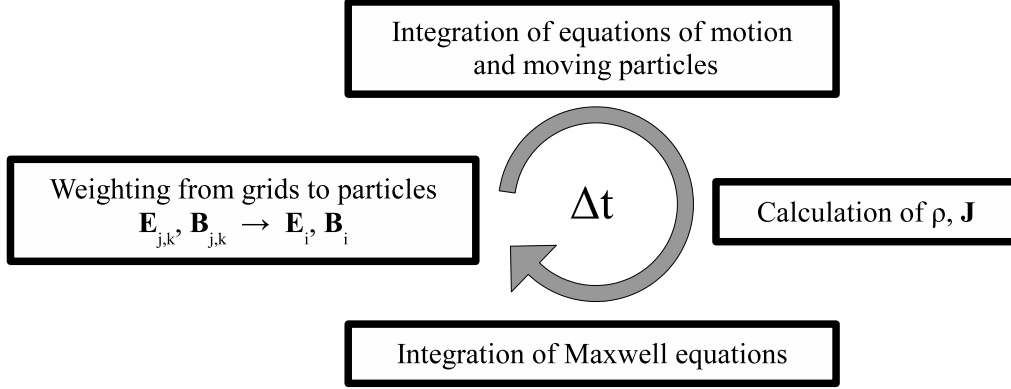 Integration of equations of motion
and moving particles
Weighting from grids to particles
E_{j,k}, B_{j,k} → E_i, B_i
Δt
Calculation of ρ, J
Integration of Maxwell equations